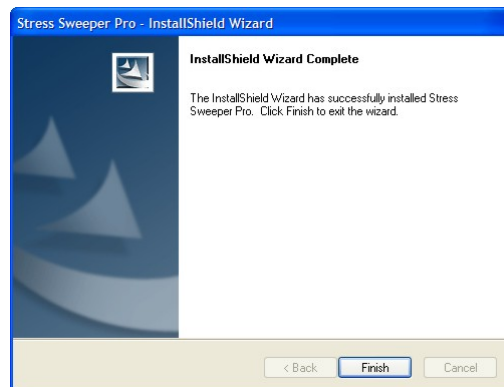 Stress Sweeper Pro - InstallShield Wizard
InstallShield Wizard Complete
The InstallShield Wizard has successfully installed Stress
Sweeper Pro. Click Finish to exit the wizard.
< Back
Finish
Cancel